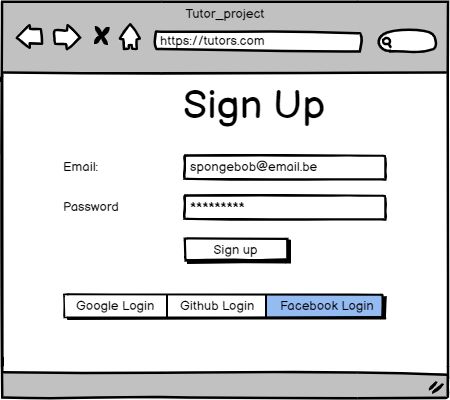 Tutor_project
https://tutors.com
Sign Up
Email: spongebob@email.be
Password *********
Sign up
Google Login Github Login Facebook Login